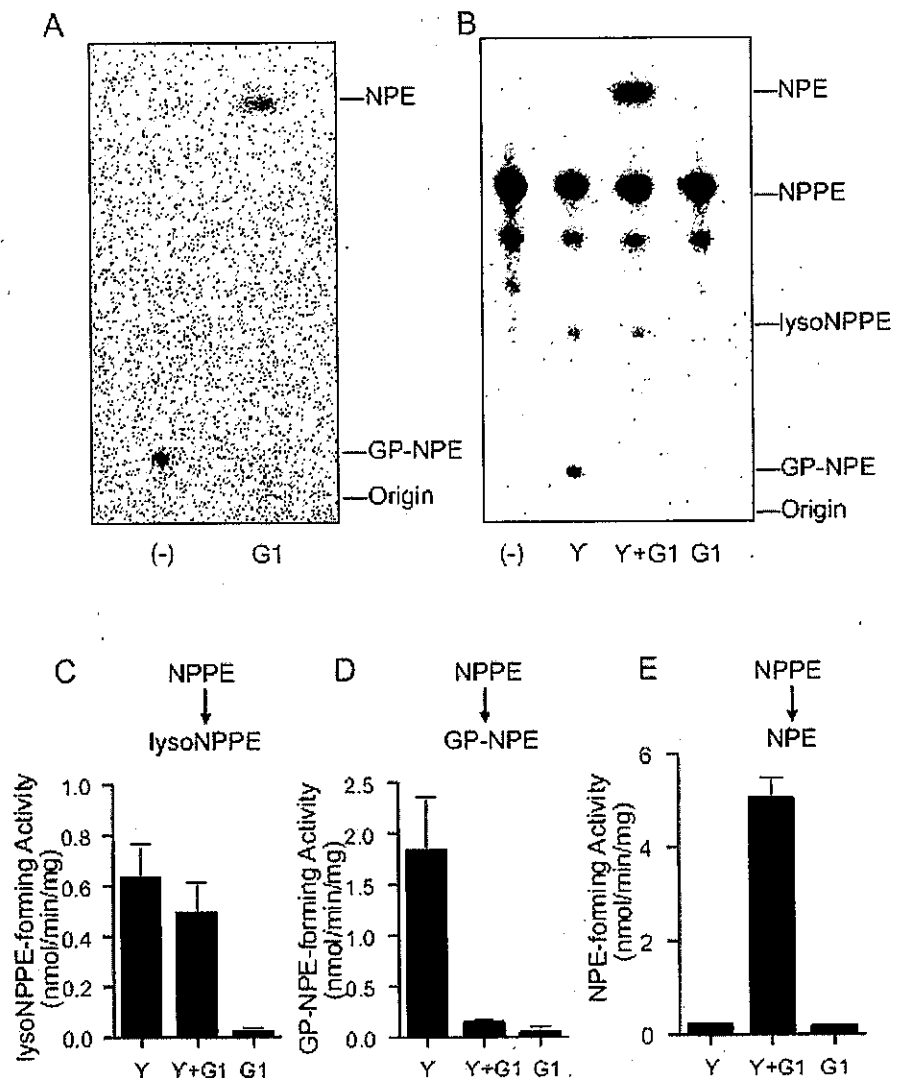 A
B
NPE
NPE
NPPE
lysoNPPE
GP-NPE
GP-NPE
Origin
Origin
(-) G1
(-) ϒ ϒ+G1 G1
C
NPPE
lysoNPPE
D
NPPE
GP-NPE
E
NPPE
NPE
lysoNPPE-forming Activity
(nmol/min/mg)
1.0
0.8
0.6
0.4
0.2
0.0
ϒ ϒ+G1 G1
GP-NPE-forming Activity
(nmol/min/mg)
2.5
2.0
1.5
1.0
0.5
0.0
ϒ ϒ+G1 G1
NPE-forming Activity
(nmol/min/mg)
6
4
2
0
ϒ ϒ+G1 G1